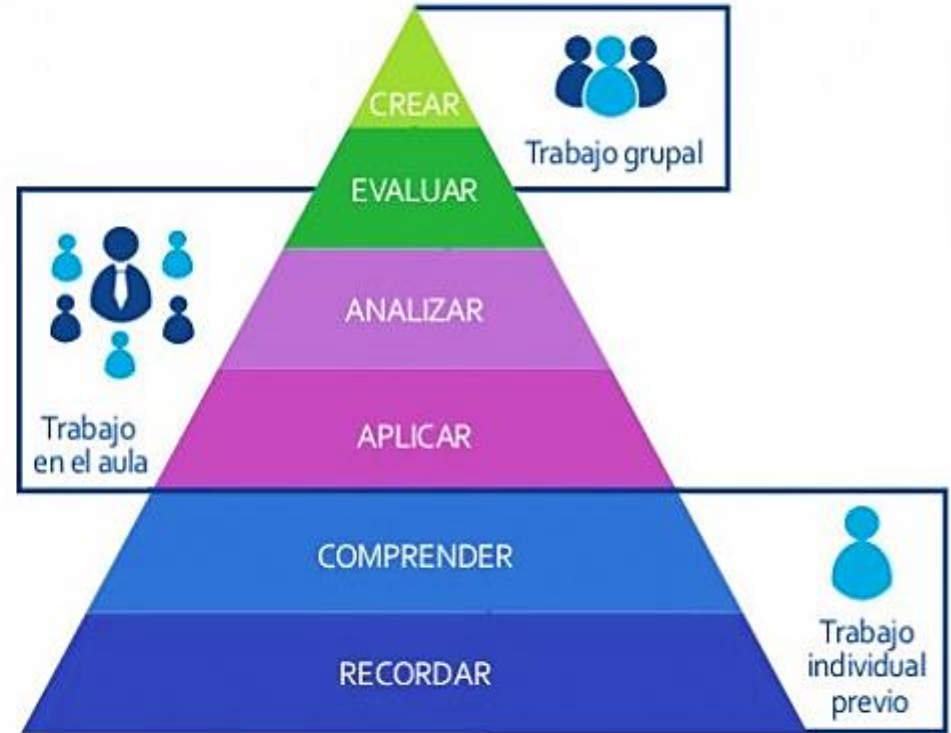 CREAR
Trabajo grupal
EVALUAR
ANALIZAR
Trabajo
en el aula
APLICAR
COMPRENDER
RECORDAR
Trabajo
individual
previo